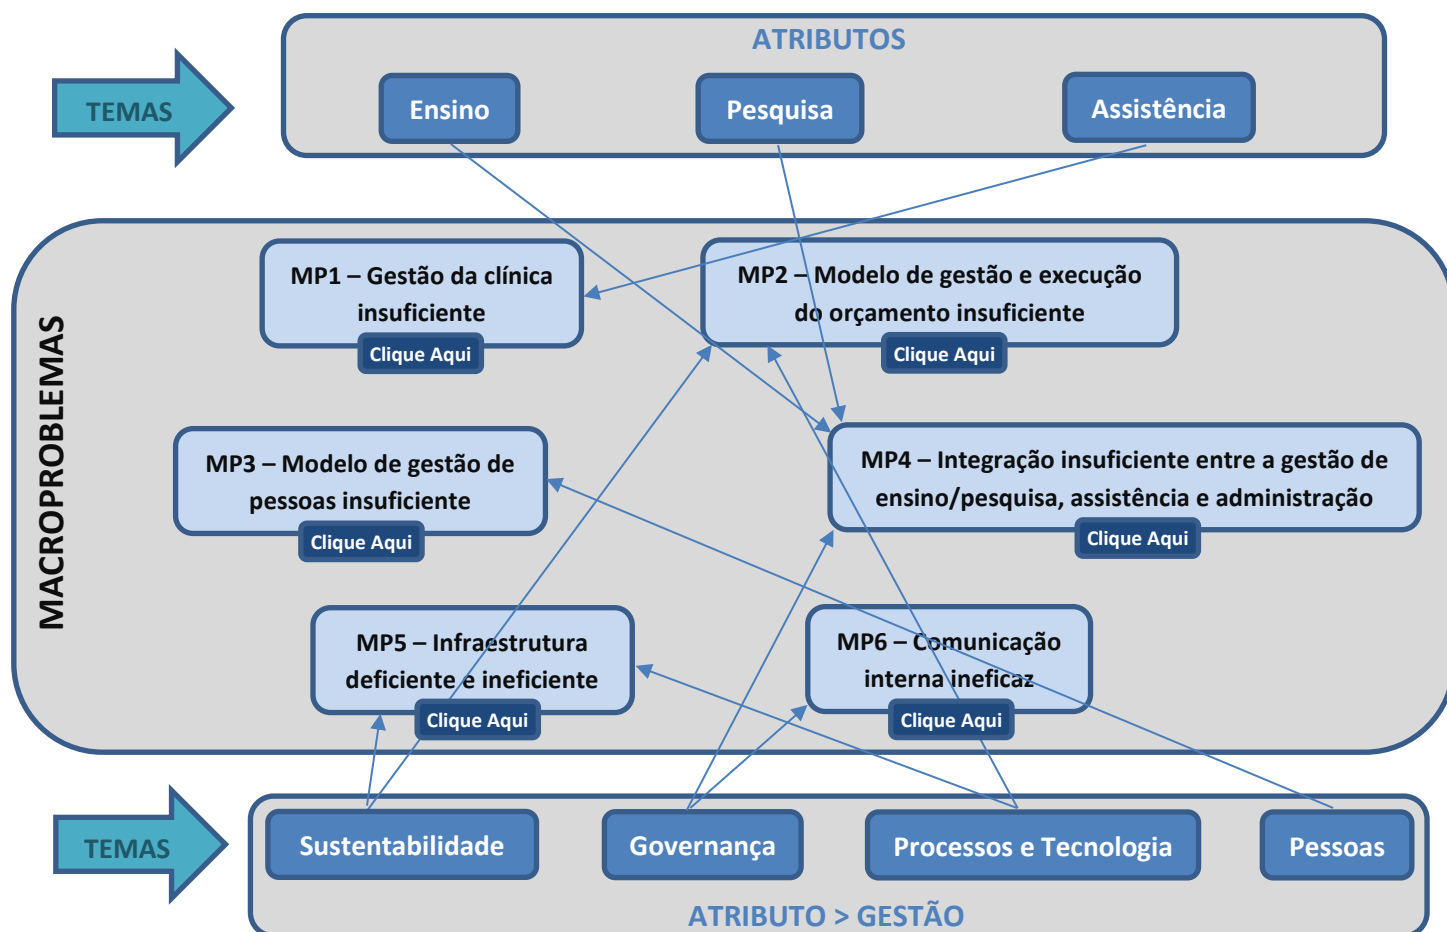 ATRIBUTOS
TEMAS
Ensino
Pesquisa
Assistência
MACROPROBLEMAS
MP1 – Gestão da clínica
insuficiente
Clique Aqui
MP2 – Modelo de gestão e execução
do orçamento insuficiente
Clique Aqui
MP3 – Modelo de gestão de
pessoas insuficiente
Clique Aqui
MP4 – Integração insuficiente entre a gestão de
ensino/pesquisa, assistência e administração
Clique Aqui
MP5 – Infraestrutura
deficiente e ineficiente
Clique Aqui
MP6 – Comunicação
interna ineficaz
Clique Aqui
TEMAS
Sustentabilidade
Governança
Processos e Tecnologia
Pessoas
ATRIBUTO > GESTÃO